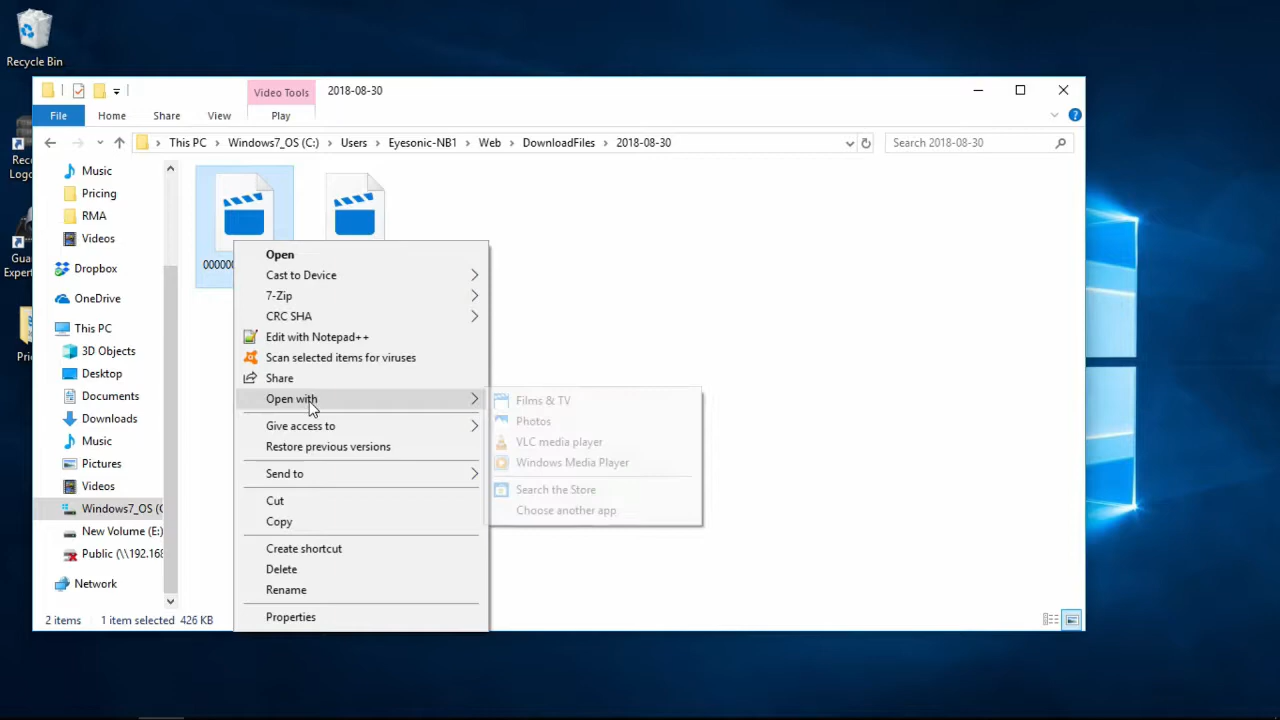 Recycle Bin
Video Tools
2018-08-30
File
Home
Share
View
Play
This PC
Windows7_OS (C:)
Users
Eyesonic-NB1
Web
DownloadFiles
2018-08-30
Search 2018-08-30
Music
Pricing
RMA
Videos
Dropbox
OneDrive
This PC
3D Objects
Desktop
Documents
Downloads
Music
Pictures
Videos
Windows7_OS (C
New Volume (E:)
Public (\\192.168
Network
Open
Cast to Device
7-Zip
CRC SHA
Edit with Notepad++
Scan selected items for viruses
Share
Open with
Give access to
Restore previous versions
Send to
Cut
Copy
Create shortcut
Delete
Rename
Properties
Films & TV
Photos
VLC media player
Windows Media Player
Search the Store
Choose another app
2 items
1 item selected 426 KB